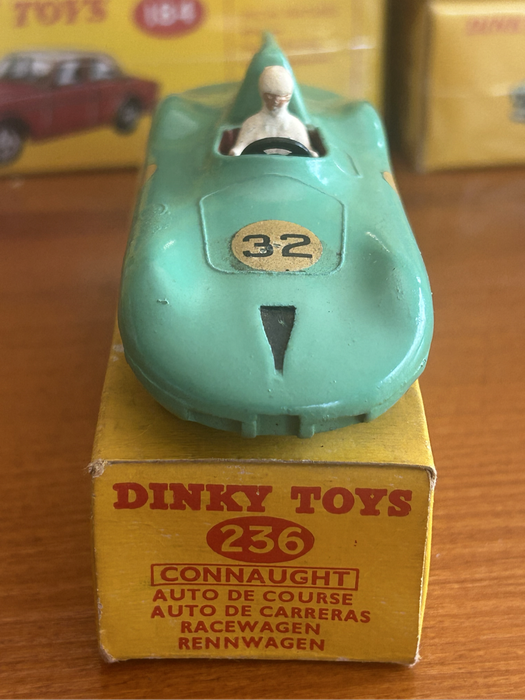 TOYS 184
32
DINKY TOYS
236
CONNAUGHT
AUTO DE COURSE
AUTO DE CARRERAS
RACEWAGEN
RENNWAGEN